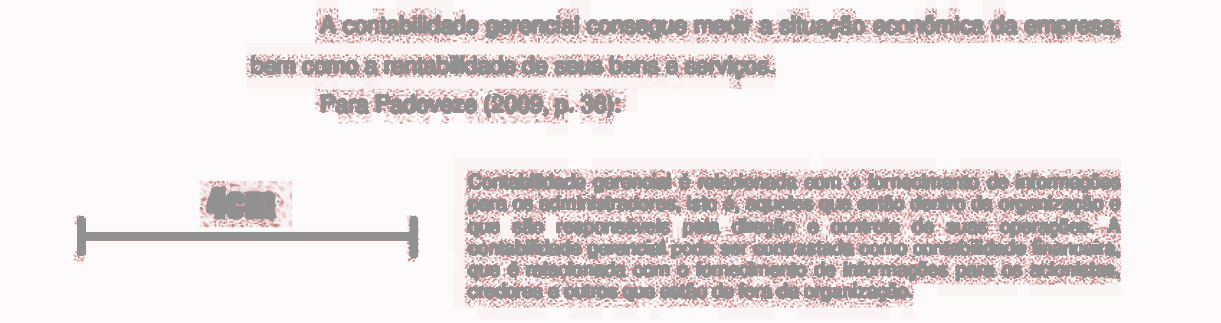 A contabilidade gerencial consegue medir a situação econômica da empresa,
bem como a rentabilidade de seus bens e serviços.
Para Padoveze (2009, p. 38):
4cm
Contabilidade gerencial é relacionada com o fornecimento de informações
para os administradores, isto é, aqueles que estão dentro da organização e
que são responsáveis pela direção e controle de suas operações. A
contabilidade gerencial pode ser contrastada com a contabilidade financeira,
que é relacionada com o fornecimento de informações para os acionistas,
credores e outros que estão de fora da organização.